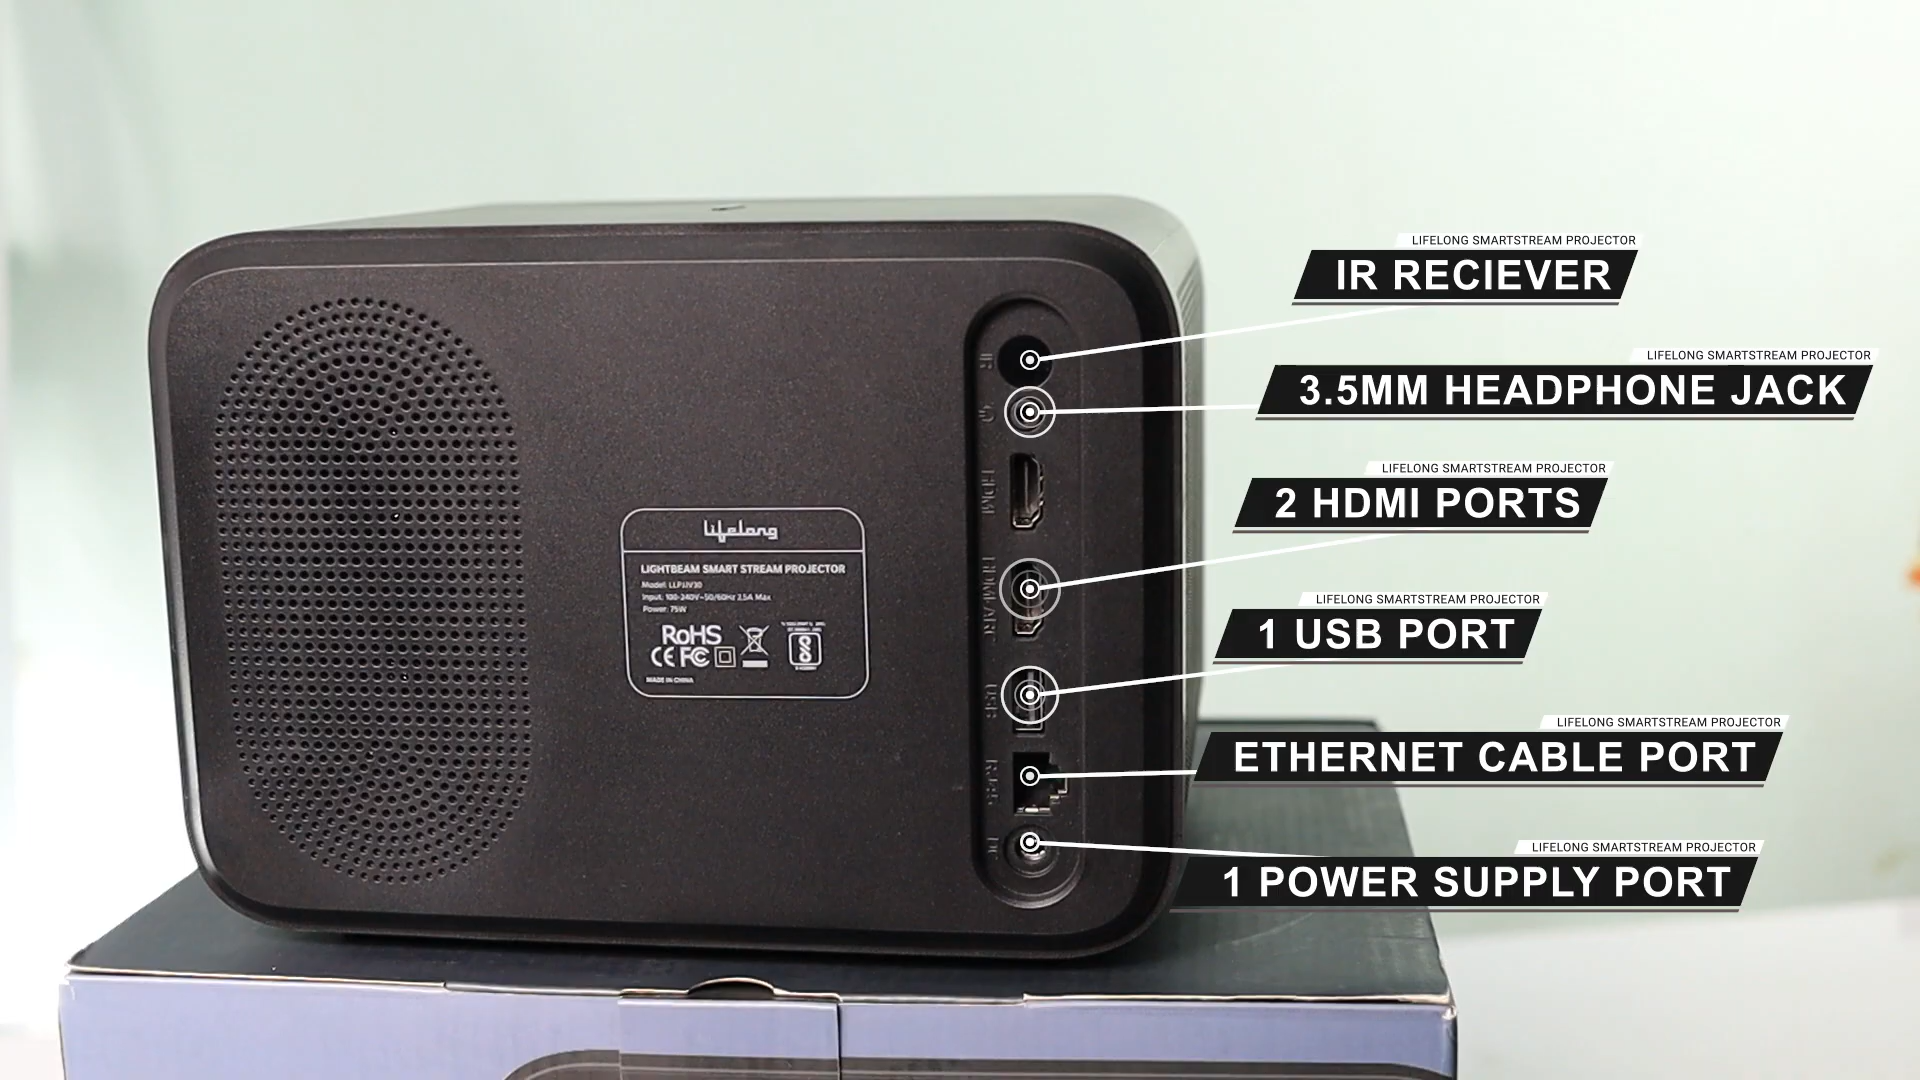 LIFELONG SMARTSTREAM PROJECTOR
IR RECIEVER
LIFELONG SMARTSTREAM PROJECTOR
3.5MM HEADPHONE JACK
LIFELONG SMARTSTREAM PROJECTOR
2 HDMI PORTS
LIFELONG SMARTSTREAM PROJECTOR
1 USB PORT
LIFELONG SMARTSTREAM PROJECTOR
ETHERNET CABLE PORT
LIFELONG SMARTSTREAM PROJECTOR
1 POWER SUPPLY PORT
IR
HDMI
HDMI-ARC
USB
RJ45
DC
Lifelong
LIGHTBEAM SMART STREAM PROJECTOR
Model:
Input: 100-240V~50/60Hz 2.5A Max
Power: 75W
RoHS
CE FC
MADE IN CHINA